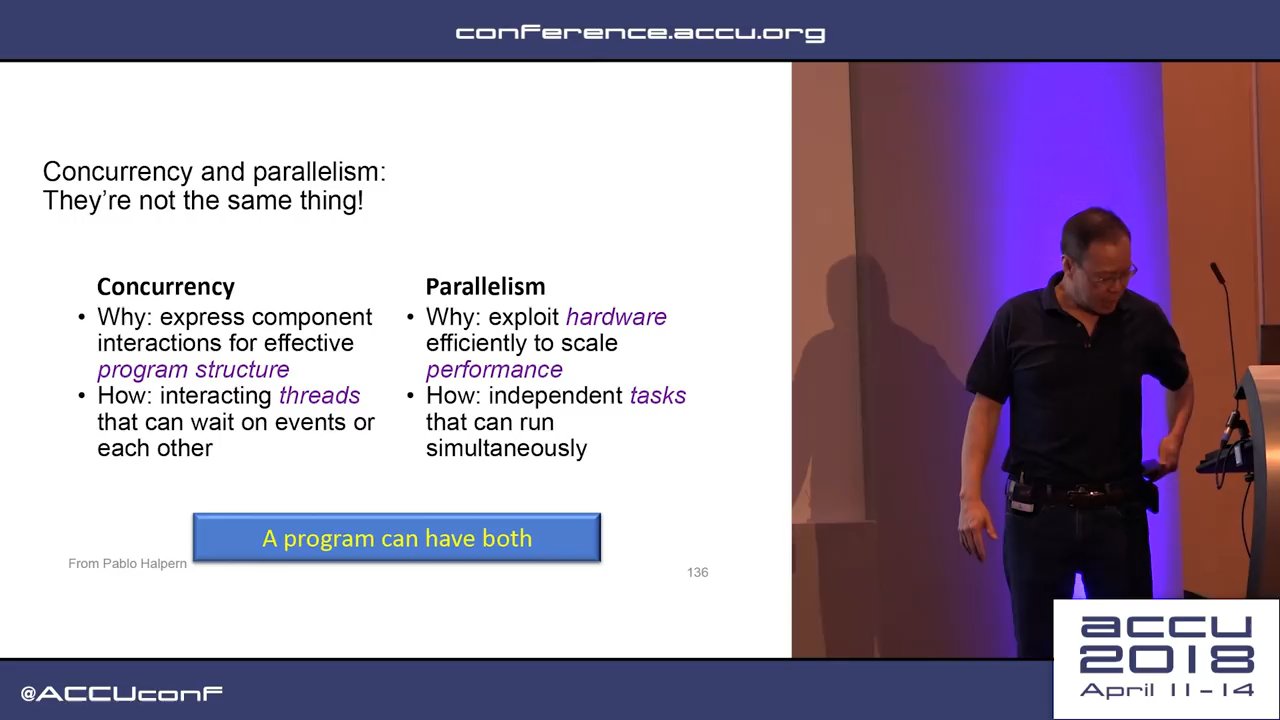 conference.accu.org
Concurrency and parallelism:
They're not the same thing!
Concurrency
• Why: express component
interactions for effective
program structure
• How: interacting threads
that can wait on events or
each other
Parallelism
• Why: exploit hardware
efficiently to scale
performance
• How: independent tasks
that can run
simultaneously
A program can have both
From Pablo Halpern
136
@ACCUconf
accu
2018
April 11-14